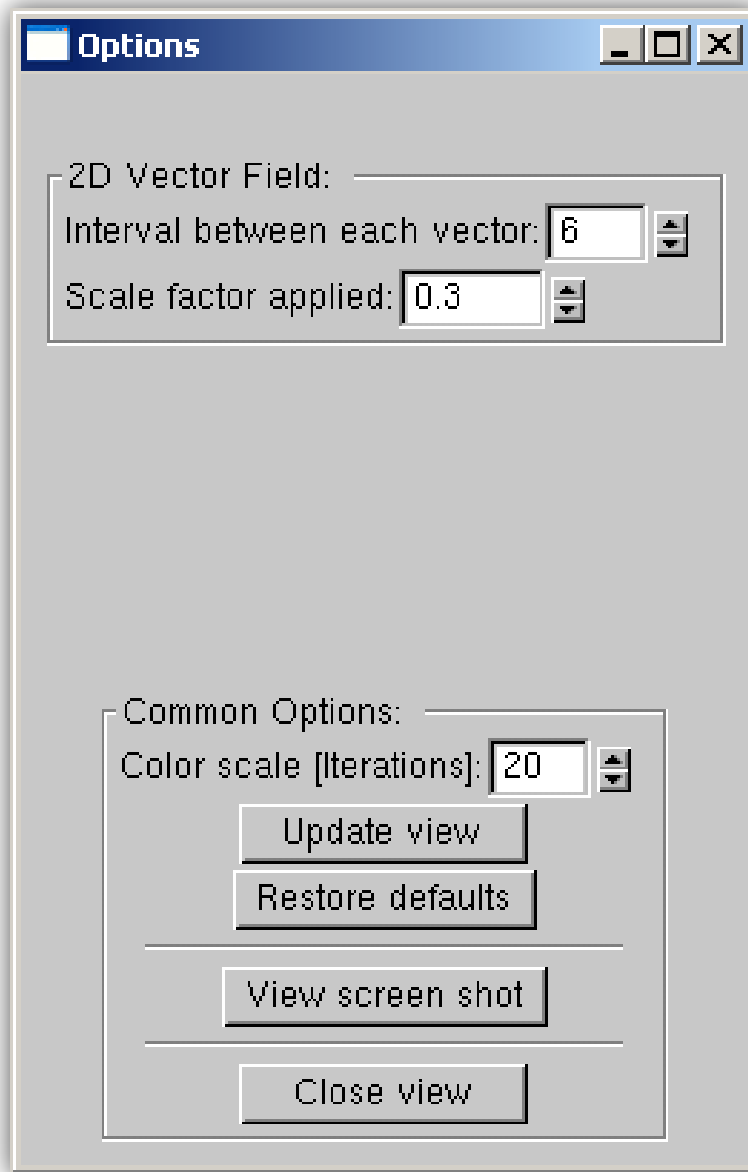 Options
2D Vector Field:
Interval between each vector: 6
Scale factor applied: 0.3
Common Options:
Color scale [Iterations]: 20
Update view
Restore defaults
View screen shot
Close view